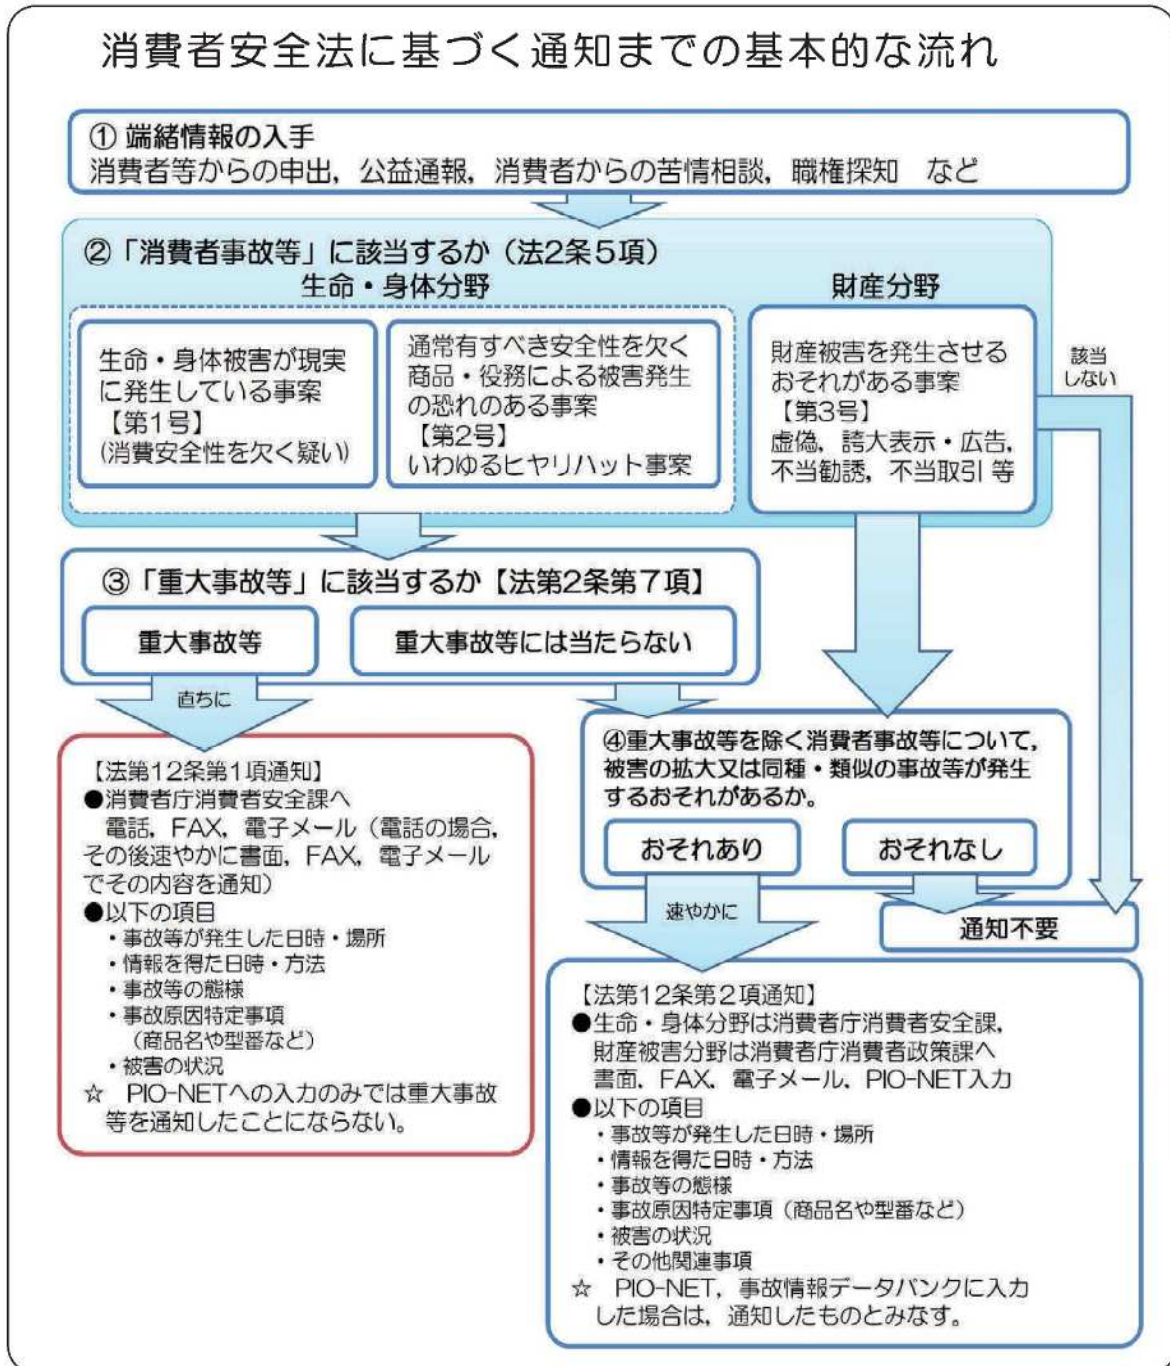 消費者安全法に基づく通知までの基本的な流れ
① 端緒情報の入手
消費者等からの申出，公益通報，消費者からの苦情相談，職権探知　など
②「消費者事故等」に該当するか（法2条５項）
生命・身体分野
財産分野
生命・身体被害が現実
に発生している事案
【第1号】
(消費安全性を欠く疑い)
通常有すべき安全性を欠く
商品・役務による被害発生
の恐れのある事案
【第2号】
いわゆるヒヤリハット事案
財産被害を発生させる
おそれがある事案
【第3号】
虚偽，誇大表示・広告，
不当勧誘，不当取引 等
該当
しない
③「重大事故等」に該当するか【法第2条第７項】
重大事故等
重大事故等には当たらない
直ちに
【法第12条第１項通知】
●消費者庁消費者安全課へ
電話，FAX，電子メール（電話の場合，
その後速やかに書面，FAX，電子メール
でその内容を通知）
●以下の項目
・事故等が発生した日時・場所
・情報を得た日時・方法
・事故等の態様
・事故原因特定事項
（商品名や型番など）
・被害の状況
☆　PIO-NETへの入力のみでは重大事故
等を通知したことにならない。
④重大事故等を除く消費者事故等について，
被害の拡大又は同種・類似の事故等が発生
するおそれがあるか。
おそれあり
おそれなし
速やかに
通知不要
【法第12条第２項通知】
●生命・身体分野は消費者庁消費者安全課，
財産被害分野は消費者庁消費者政策課へ
書面，FAX，電子メール、PIO-NET入力
●以下の項目
・事故等が発生した日時・場所
・情報を得た日時・方法
・事故等の態様
・事故原因特定事項（商品名や型番など）
・被害の状況
・その他関連事項
☆　PIO-NET，事故情報データバンクに入力
した場合は，通知したものとみなす。